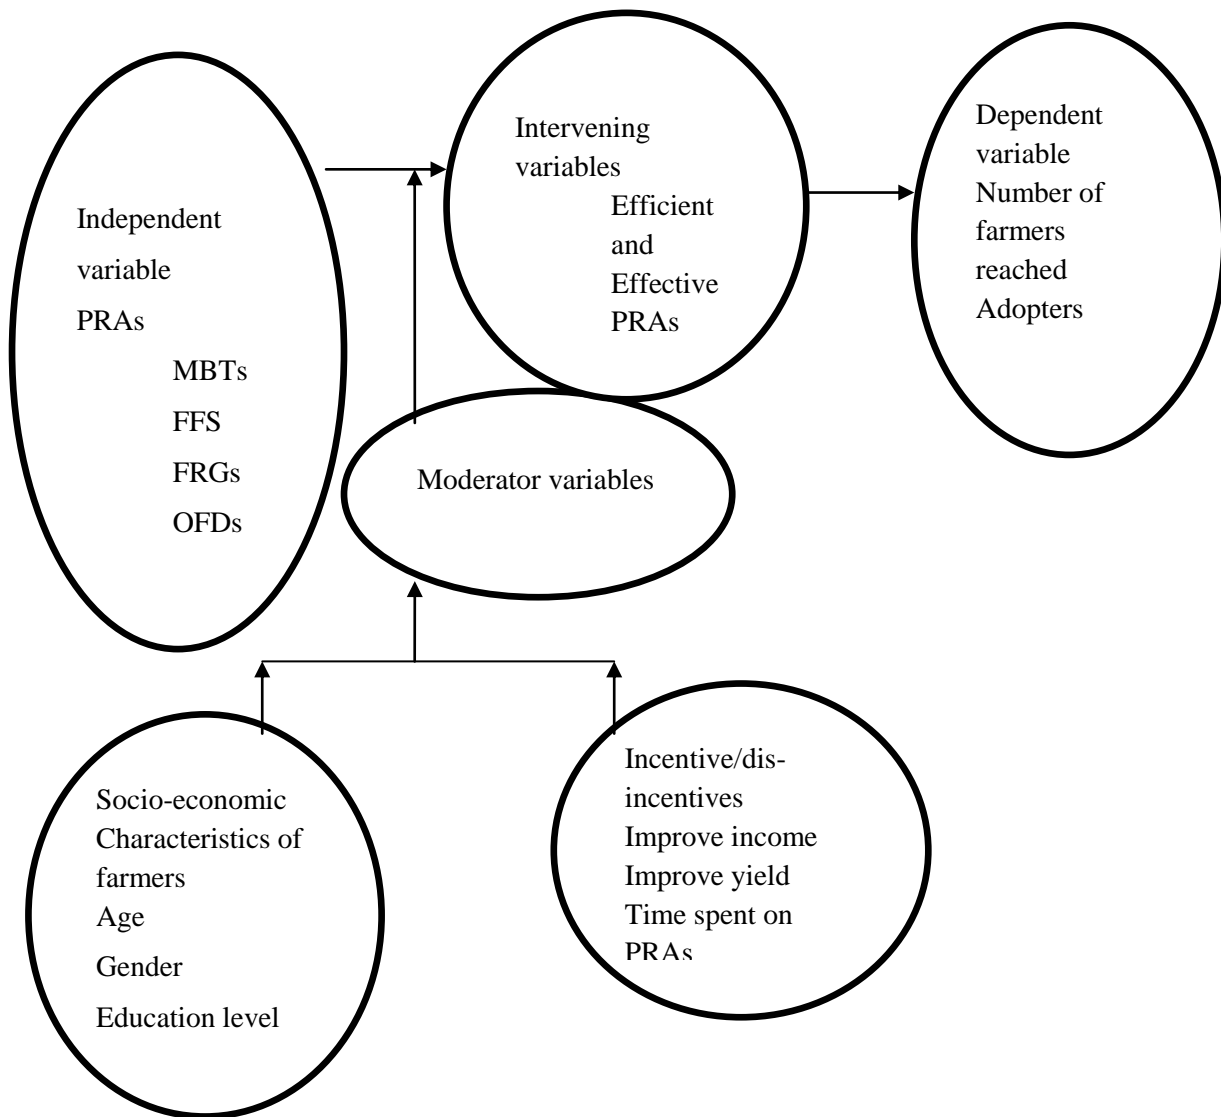 Independent
variable
PRAs
MBTs
FFS
FRGs
OFDs
Intervening
variables
Efficient
and
Effective
PRAs
Dependent
variable
Number of
farmers
reached
Adopters
Moderator variables
Socio-economic
Characteristics of
farmers
Age
Gender
Education level
Incentive/dis-
incentives
Improve income
Improve yield
Time spent on
PRAs